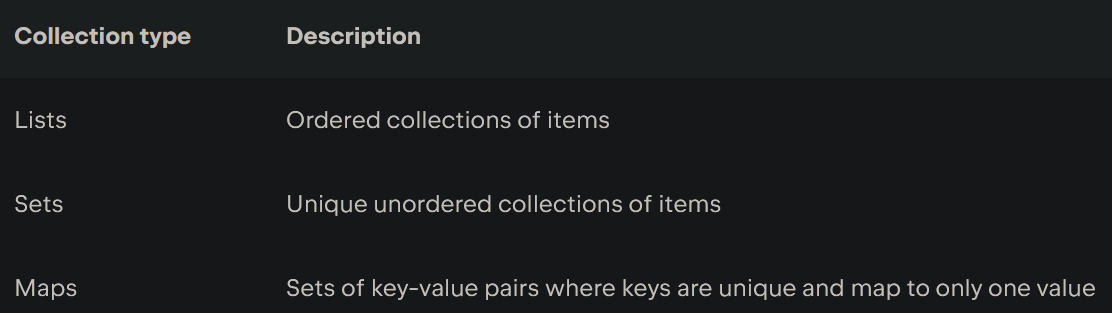 Collection type Description
Lists Ordered collections of items
Sets Unique unordered collections of items
Maps Sets of key-value pairs where keys are unique and map to only one value